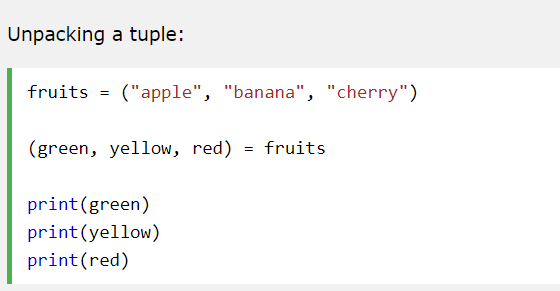 Unpacking a tuple:
fruits = ("apple", "banana", "cherry")
(green, yellow, red) = fruits
print(green)
print(yellow)
print(red)